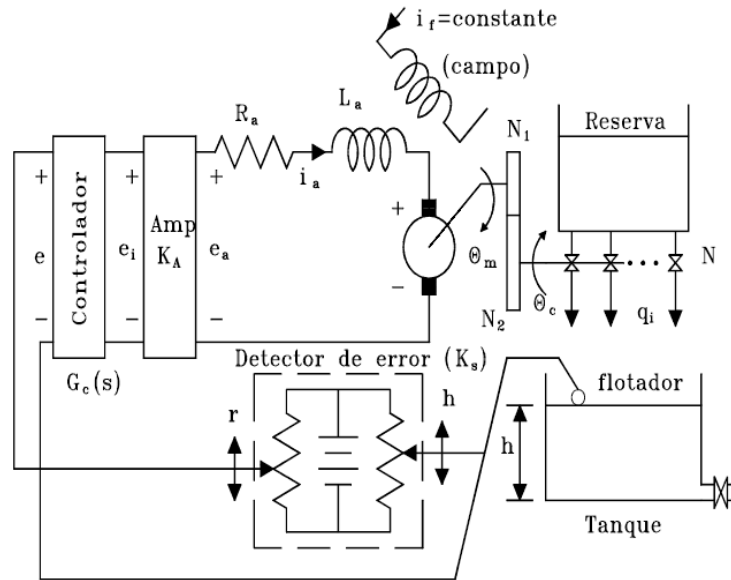 i_f=constante
(campo)
R_a
L_a
i_a
N_1
Reserva
+
+
+
+
Controlador
Amp
K_A
e
e_i
e_a
Θ_m
Θ_c
N
−
−
−
−
N_2
q_i
G_c(s)
Detector de error (K_s)
r
h
flotador
h
Tanque